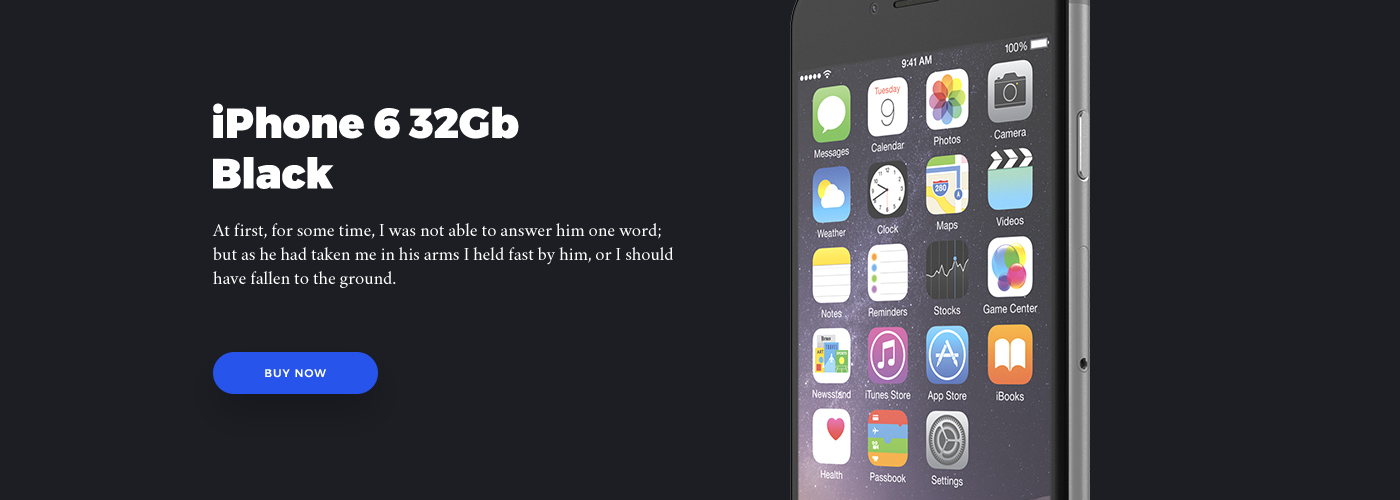 iPhone 6 32Gb
Black
At first, for some time, I was not able to answer him one word;
but as he had taken me in his arms I held fast by him, or I should
have fallen to the ground.
BUY NOW
9:41 AM
100%
Tuesday
9
Messages
Calendar
Photos
Camera
280
Weather
Clock
Maps
Videos
Notes
Reminders
Stocks
Game Center
Newsstand
iTunes Store
App Store
iBooks
Health
Passbook
Settings